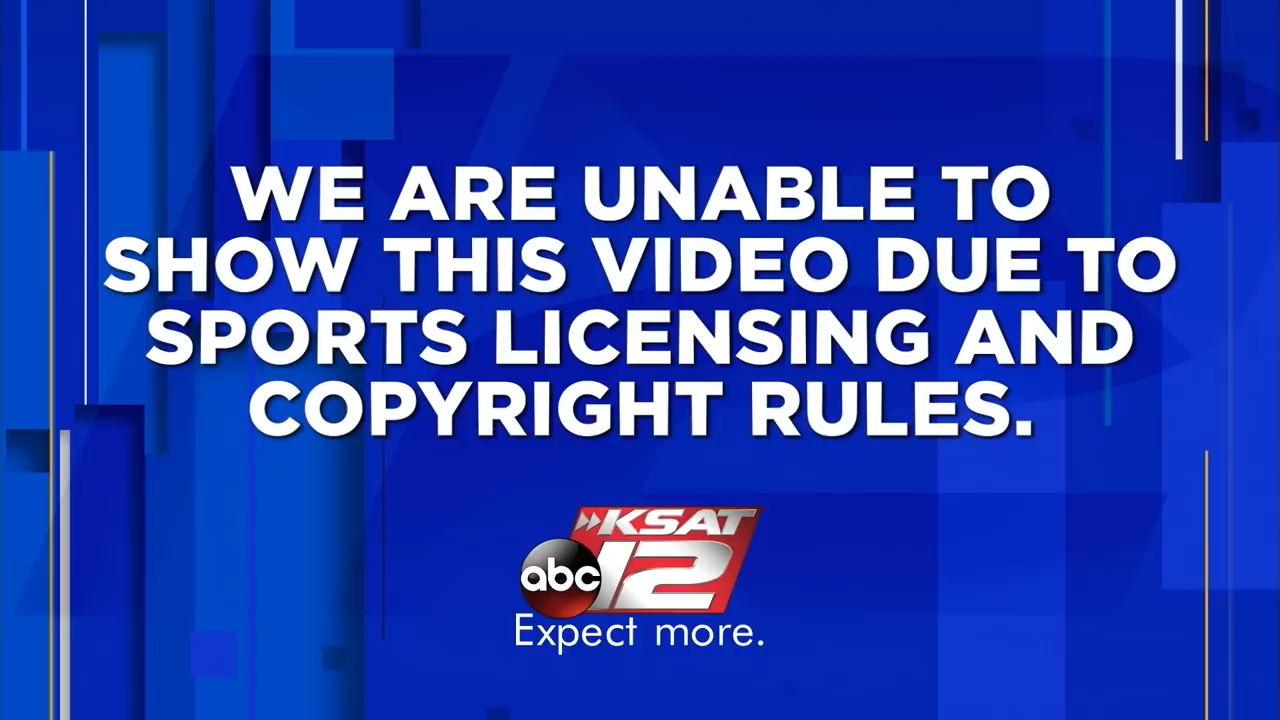 WE ARE UNABLE TO
SHOW THIS VIDEO DUE TO
SPORTS LICENSING AND
COPYRIGHT RULES.
KSAT
abc 12
Expect more.